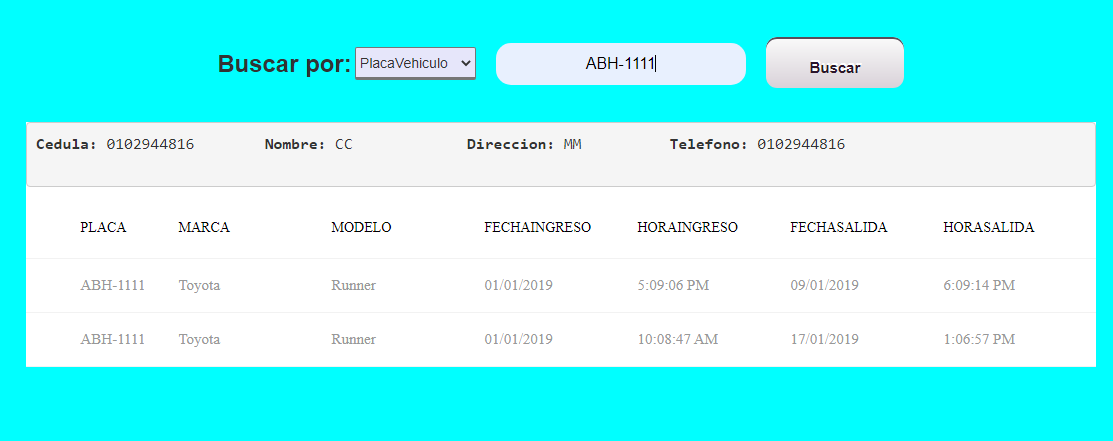 Buscar por: PlacaVehiculo ABH-1111 Buscar
Cedula: 0102944816 Nombre: CC Direccion: MM Telefono: 0102944816
PLACA MARCA MODELO FECHAINGRESO HORAINGRESO FECHASALIDA HORASALIDA
ABH-1111 Toyota Runner 01/01/2019 5:09:06 PM 09/01/2019 6:09:14 PM
ABH-1111 Toyota Runner 01/01/2019 10:08:47 AM 17/01/2019 1:06:57 PM